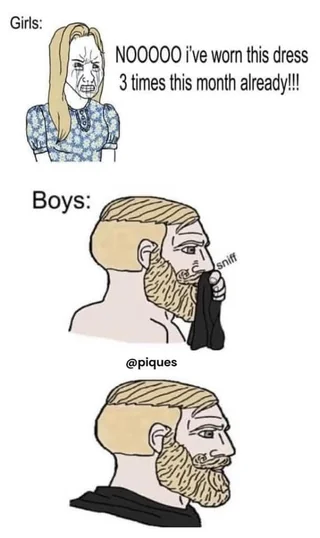 Girls:
NOOOOO i've worn this dress
3 times this month already!!!
Boys:
sniff
@piques